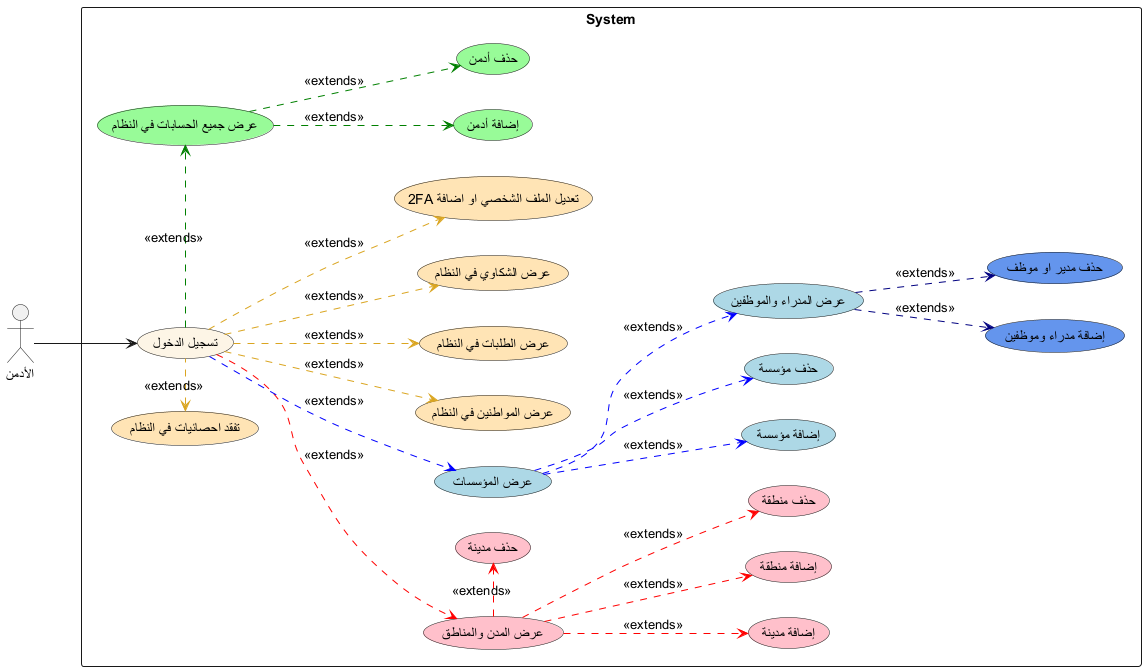 System
حذف أدمن
«extends»
عرض جميع الحسابات في النظام
«extends»
إضافة أدمن
تعديل الملف الشخصي او اضافة 2FA
«extends»
«extends»
عرض الشكاوي في النظام
«extends»
حذف مدير او موظف
«extends»
عرض المدراء والموظفين
«extends»
إضافة مدراء وموظفين
«extends»
تسجيل الدخول
«extends»
عرض الطلبات في النظام
«extends»
الأدمن
«extends»
«extends»
حذف مؤسسة
«extends»
عرض المواطنين في النظام
«extends»
تفقد احصائيات في النظام
إضافة مؤسسة
«extends»
«extends»
عرض المؤسسات
حذف منطقة
«extends»
حذف مدينة
إضافة منطقة
«extends»
«extends»
عرض المدن والمناطق
«extends»
إضافة مدينة